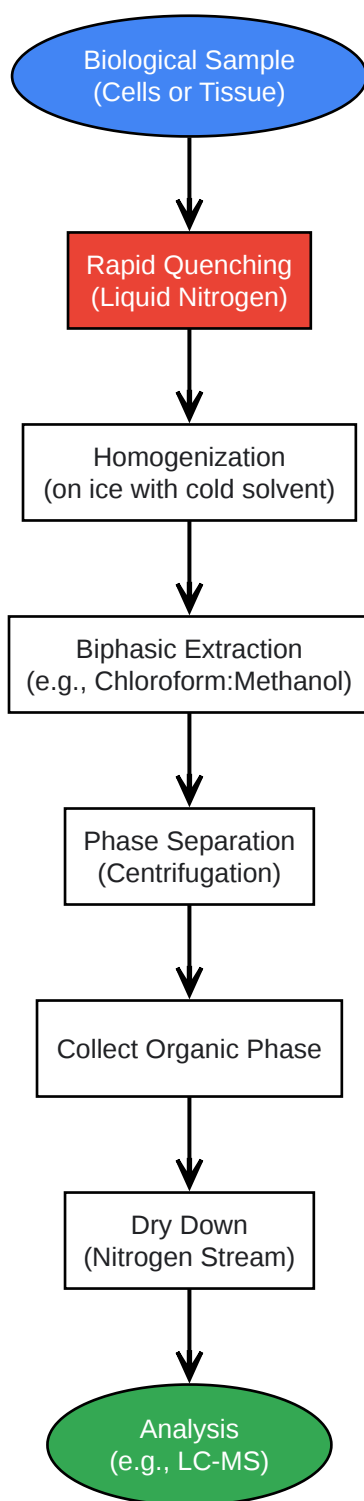 Biological Sample
(Cells or Tissue)
Rapid Quenching
(Liquid Nitrogen)
Homogenization
(on ice with cold solvent)
Biphasic Extraction
(e.g., Chloroform:Methanol)
Phase Separation
(Centrifugation)
Collect Organic Phase
Dry Down
(Nitrogen Stream)
Analysis
(e.g., LC-MS)